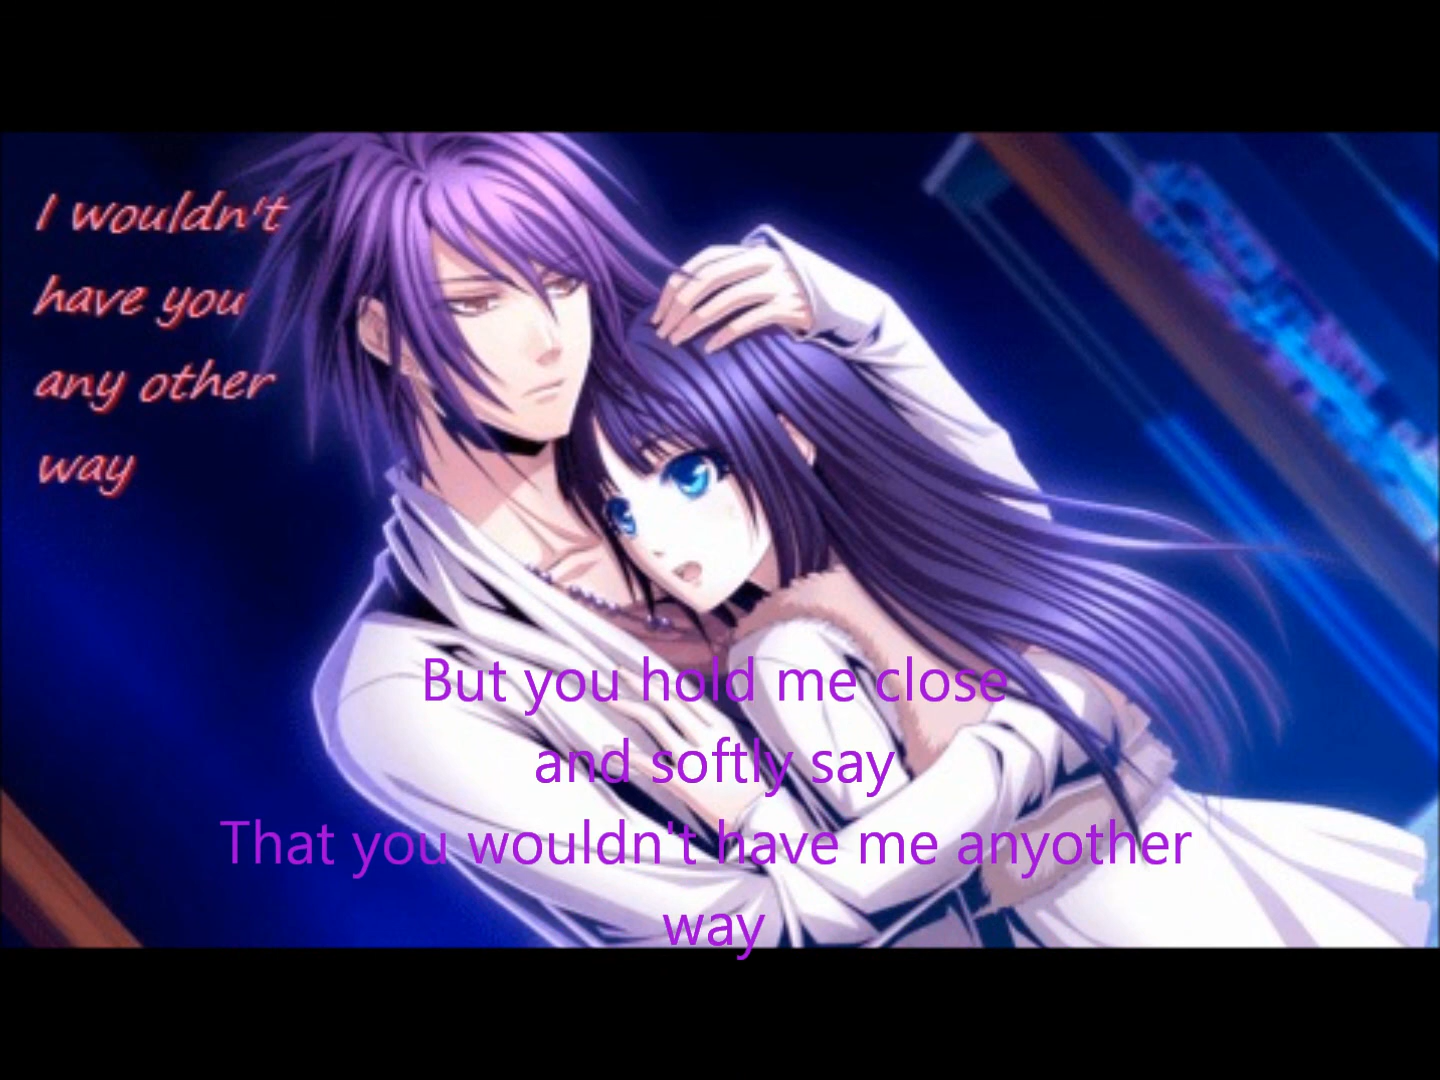 I wouldn't
have you
any other
way
But you hold me close
and softly say
That you wouldn't have me anyother
way